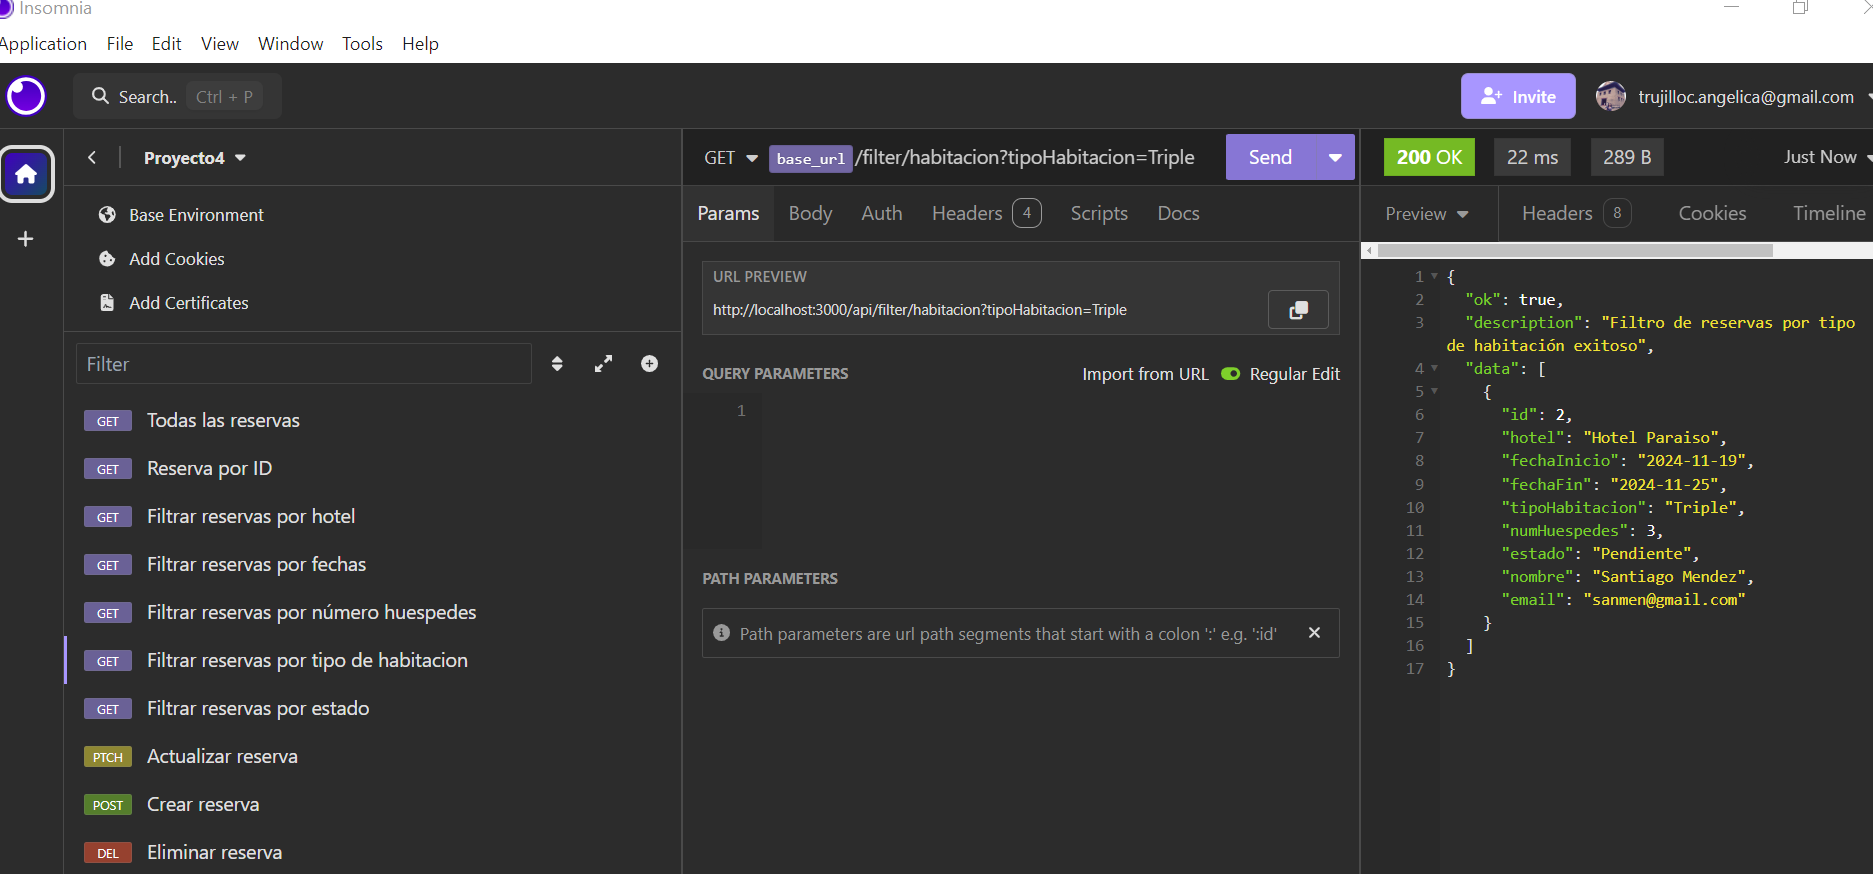 Insomnia
Application File Edit View Window Tools Help
Search.. Ctrl + P
Invite
trujilloc.angelica@gmail.com
Proyecto4
Base Environment
Add Cookies
Add Certificates
Filter
GET Todas las reservas
GET Reserva por ID
GET Filtrar reservas por hotel
GET Filtrar reservas por fechas
GET Filtrar reservas por número huespedes
GET Filtrar reservas por tipo de habitacion
GET Filtrar reservas por estado
PTCH Actualizar reserva
POST Crear reserva
DEL Eliminar reserva
GET base_url/filter/habitacion?tipoHabitacion=Triple Send
Params Body Auth Headers 4 Scripts Docs
URL PREVIEW
http://localhost:3000/api/filter/habitacion?tipoHabitacion=Triple
QUERY PARAMETERS Import from URL Regular Edit
1
PATH PARAMETERS
Path parameters are url path segments that start with a colon ':' e.g. ':id'
200 OK 22 ms 289 B Just Now
Preview Headers 8 Cookies Timeline
1 {
2 "ok": true,
3 "description": "Filtro de reservas por tipo
de habitación exitoso",
4 "data": [
5 {
6 "id": 2,
7 "hotel": "Hotel Paraiso",
8 "fechaInicio": "2024-11-19",
9 "fechaFin": "2024-11-25",
10 "tipoHabitacion": "Triple",
11 "numHuespedes": 3,
12 "estado": "Pendiente",
13 "nombre": "Santiago Mendez",
14 "email": "sanmen@gmail.com"
15 }
16 ]
17 }